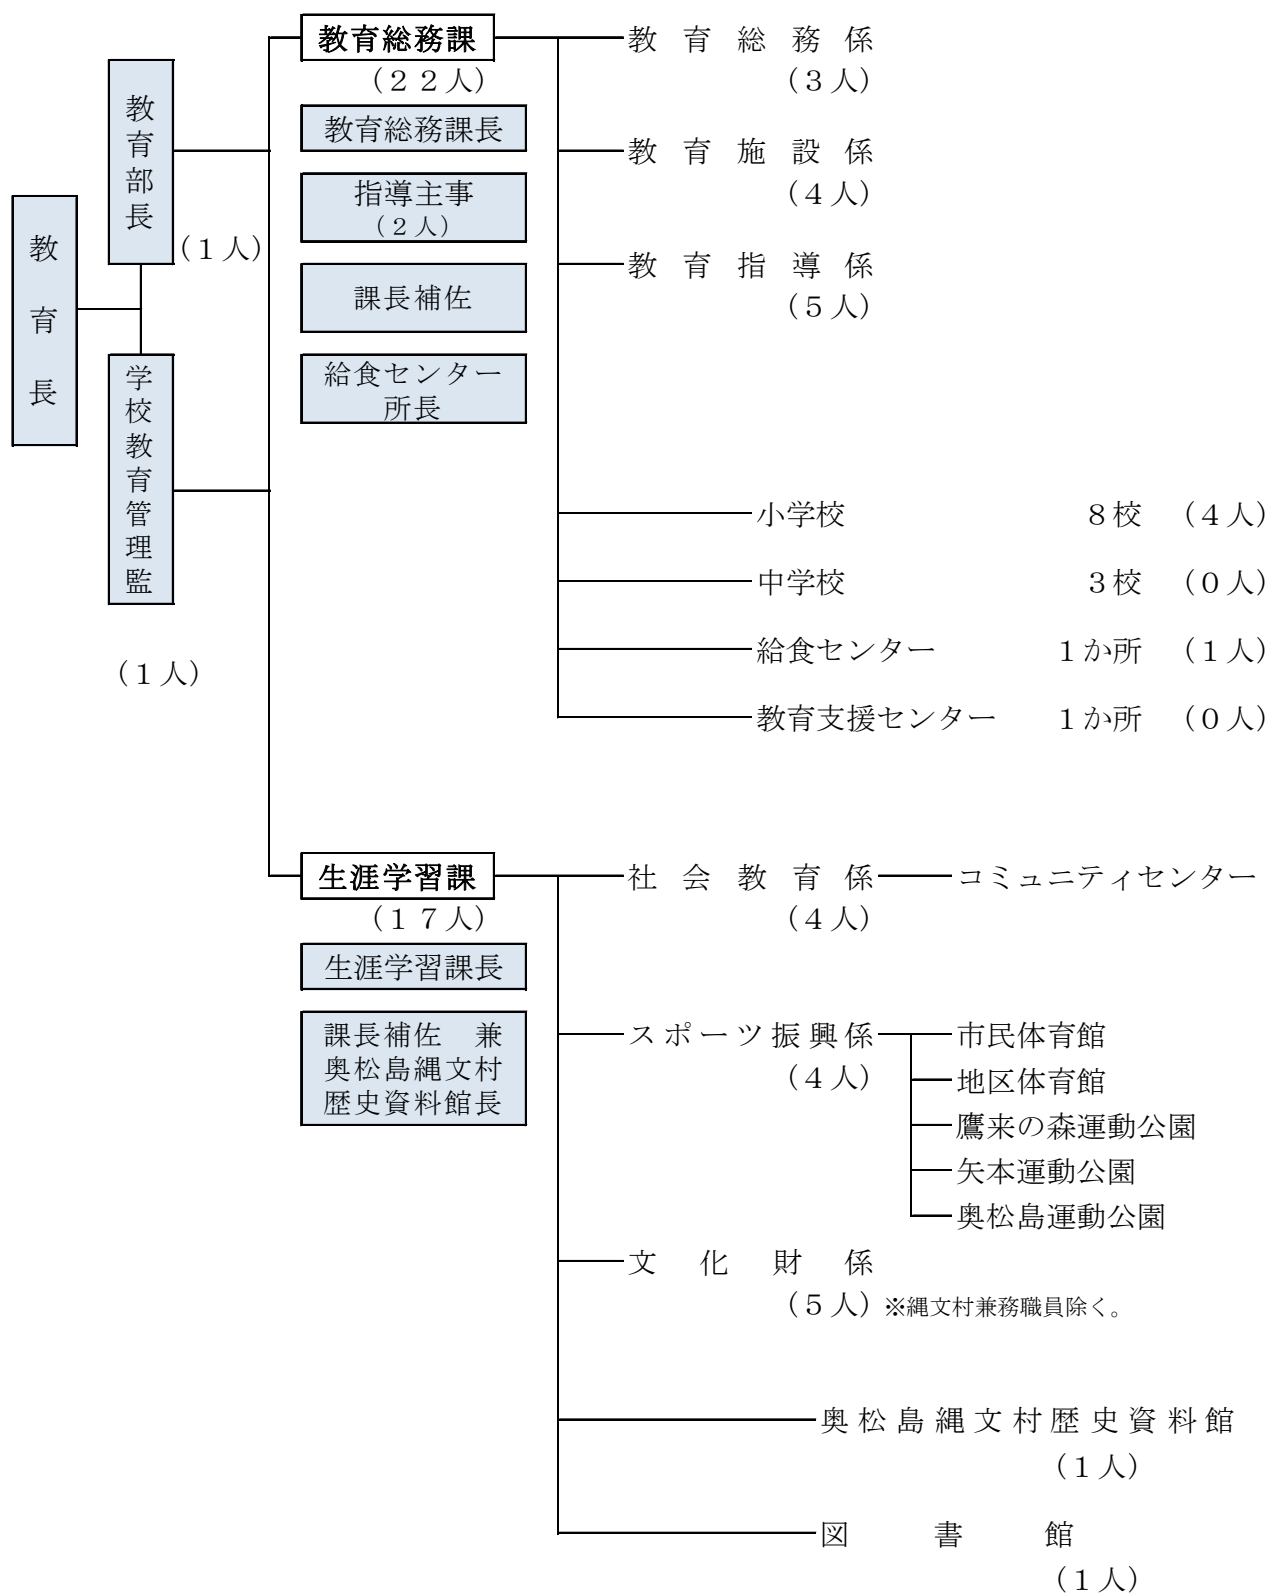 教育長
教育部長
（１人）
学校教育管理監
（１人）
教育総務課
（２２人）
教育総務課長
指導主事
（２人）
課長補佐
給食センター
所長
教育総務係
（３人）
教育施設係
（４人）
教育指導係
（５人）
小学校 ８校 （４人）
中学校 ３校 （０人）
給食センター １か所 （１人）
教育支援センター １か所 （０人）
生涯学習課
（１７人）
生涯学習課長
課長補佐　兼
奥松島縄文村
歴史資料館長
社会教育係
（４人）
コミュニティセンター
スポーツ振興係
（４人）
市民体育館
地区体育館
鷹来の森運動公園
矢本運動公園
奥松島運動公園
文化財係
（５人）※縄文村兼務職員除く。
奥松島縄文村歴史資料館
（１人）
図書館
（１人）